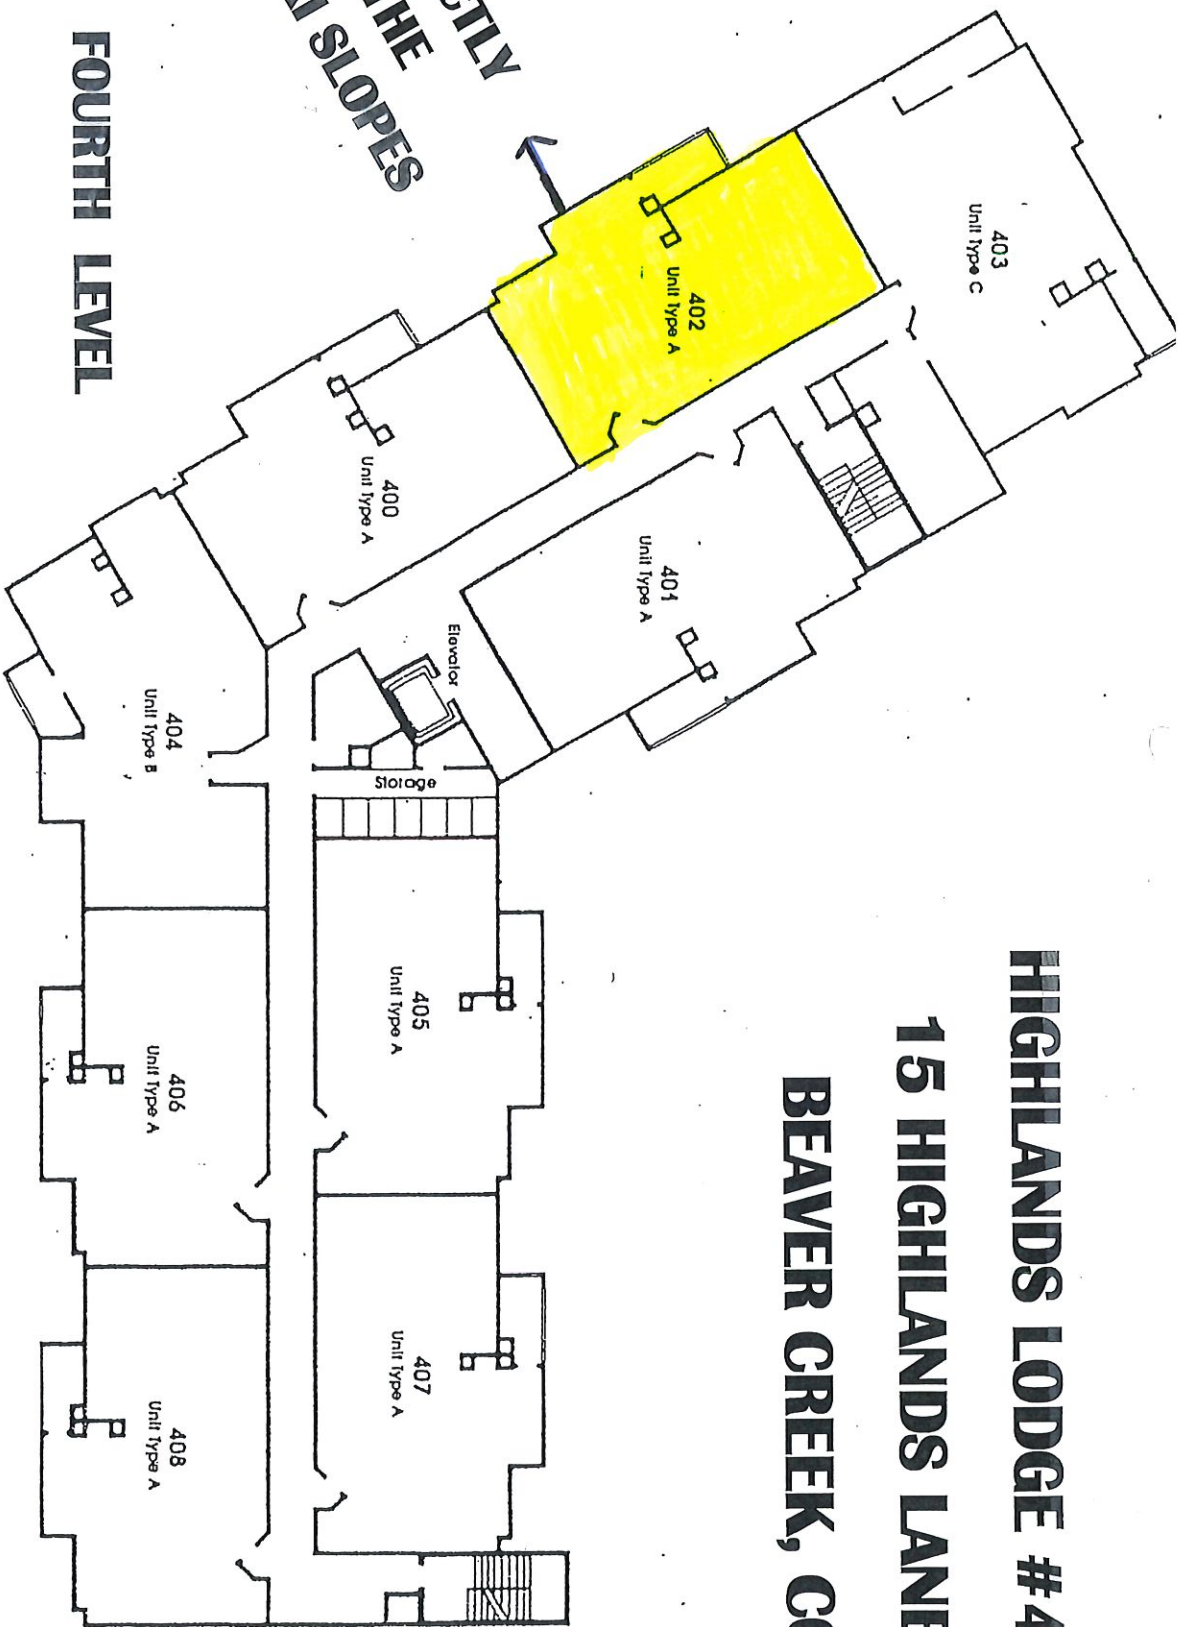 HIGHLANDS LODGE #4
15 HIGHLANDS LANE
BEAVER CREEK, CO
CTLY
THE
SLOPES
FOURTH LEVEL
403
Unit Type C
402
Unit Type A
401
Unit Type A
400
Unit Type A
Elevator
Storage
404
Unit Type B
405
Unit Type A
406
Unit Type A
407
Unit Type A
408
Unit Type A